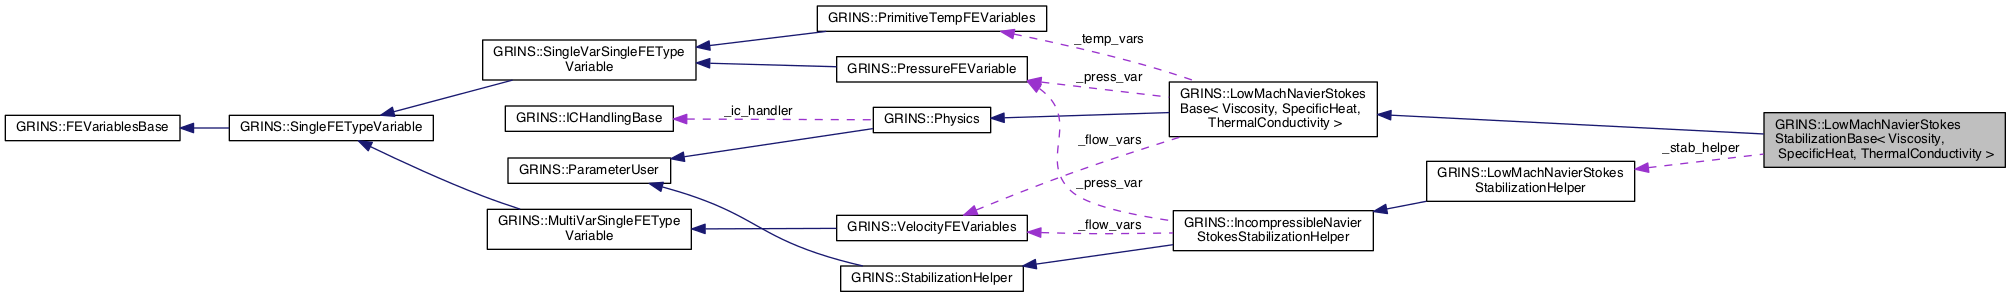 GRINS::FEVariablesBase
GRINS::SingleFETypeVariable
GRINS::SingleVarSingleFEType
Variable
GRINS::ICHandlingBase
GRINS::ParameterUser
GRINS::MultiVarSingleFEType
Variable
GRINS::PrimitiveTempFEVariables
GRINS::PressureFEVariable
_ic_handler
GRINS::Physics
GRINS::VelocityFEVariables
GRINS::StabilizationHelper
_temp_vars
_press_var
_flow_vars
_press_var
_flow_vars
GRINS::LowMachNavierStokes
Base< Viscosity, SpecificHeat,
ThermalConductivity >
GRINS::IncompressibleNavier
StokesStabilizationHelper
GRINS::LowMachNavierStokes
StabilizationHelper
_stab_helper
GRINS::LowMachNavierStokes
StabilizationBase< Viscosity,
SpecificHeat, ThermalConductivity >